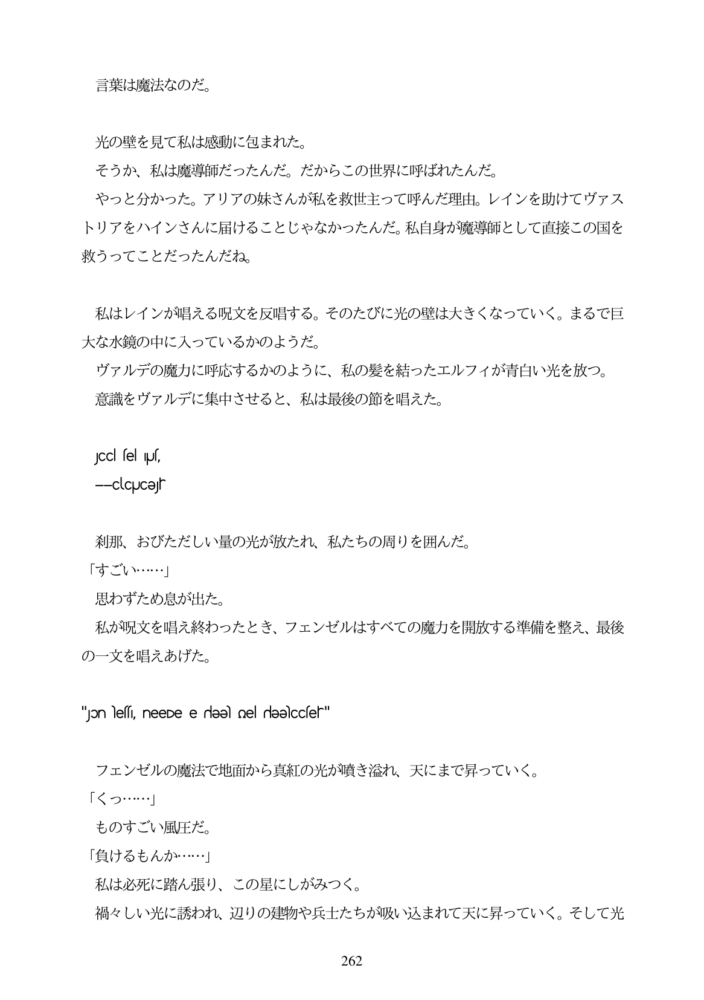 言葉は魔法なのだ。
光の壁を見て私は感動に包まれた。
そうか、私は魔導師だったんだ。だからこの世界に呼ばれたんだ。
やっと分かった。アリアの妹さんが私を救世主って呼んだ理由。レインを助けてヴァス
トリアをハインさんに届けることじゃなかったんだ。私自身が魔導師として直接この国を
救うってことだったんだね。
私はレインが唱える呪文を反唱する。そのたびに光の壁は大きくなっていく。まるで巨
大な水鏡の中に入っているかのようだ。
ヴァルデの魔力に呼応するかのように、私の髪を結ったエルフィが青白い光を放つ。
意識をヴァルデに集中させると、私は最後の節を唱えた。
刹那、おびただしい量の光が放たれ、私たちの周りを囲んだ。
「すごい……」
思わずため息が出た。
私が呪文を唱え終わったとき、フェンゼルはすべての魔力を開放する準備を整え、最後
の一文を唱えあげた。
フェンゼルの魔法で地面から真紅の光が噴き溢れ、天にまで昇っていく。
「くっ……」
ものすごい風圧だ。
「負けるもんか……」
私は必死に踏ん張り、この星にしがみつく。
禍々しい光に誘われ、辺りの建物や兵士たちが吸い込まれて天に昇っていく。そして光
262